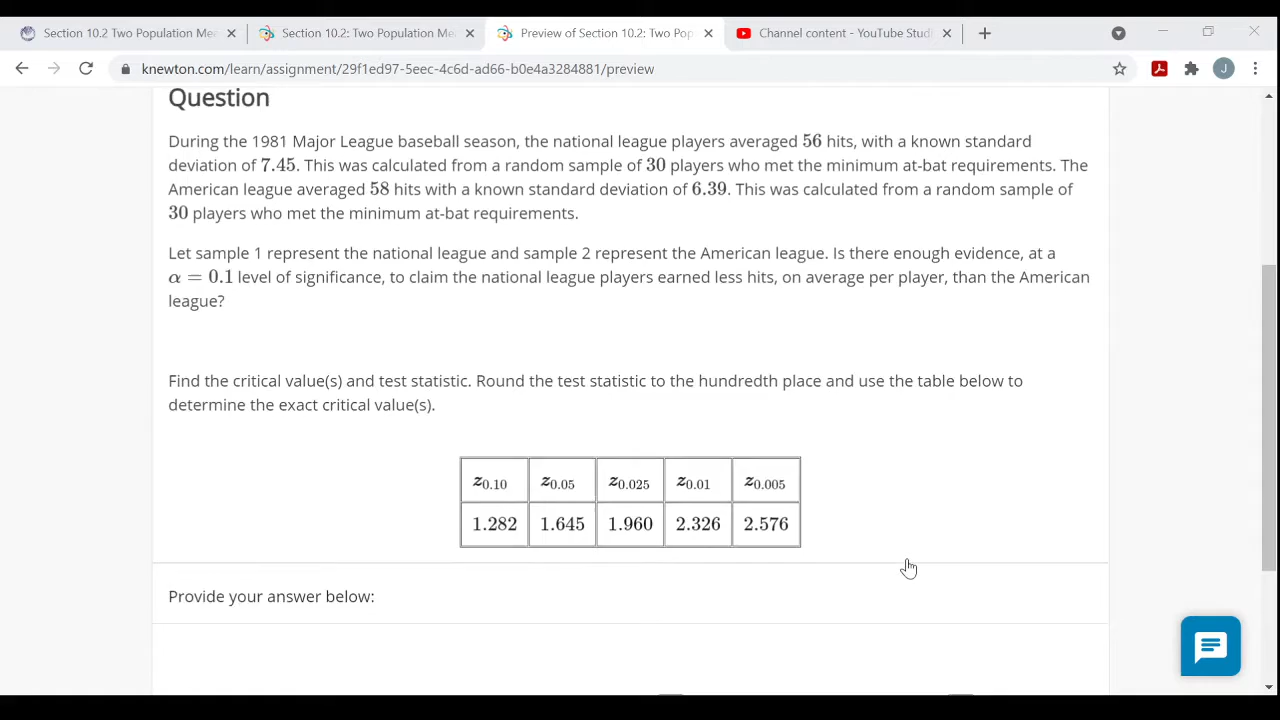 Section 10.2 Two Population Me
Section 10.2: Two Population Me
Preview of Section 10.2: Two Pop
Channel content - YouTube Studi
knewton.com/learn/assignment/29f1ed97-5eec-4c6d-ad66-b0e4a3284881/preview
J
Question
During the 1981 Major League baseball season, the national league players averaged 56 hits, with a known standard
deviation of 7.45. This was calculated from a random sample of 30 players who met the minimum at-bat requirements. The
American league averaged 58 hits with a known standard deviation of 6.39. This was calculated from a random sample of
30 players who met the minimum at-bat requirements.
Let sample 1 represent the national league and sample 2 represent the American league. Is there enough evidence, at a
α = 0.1 level of significance, to claim the national league players earned less hits, on average per player, than the American
league?
Find the critical value(s) and test statistic. Round the test statistic to the hundredth place and use the table below to
determine the exact critical value(s).
z0.10 z0.05 z0.025 z0.01 z0.005
1.282 1.645 1.960 2.326 2.576
Provide your answer below: